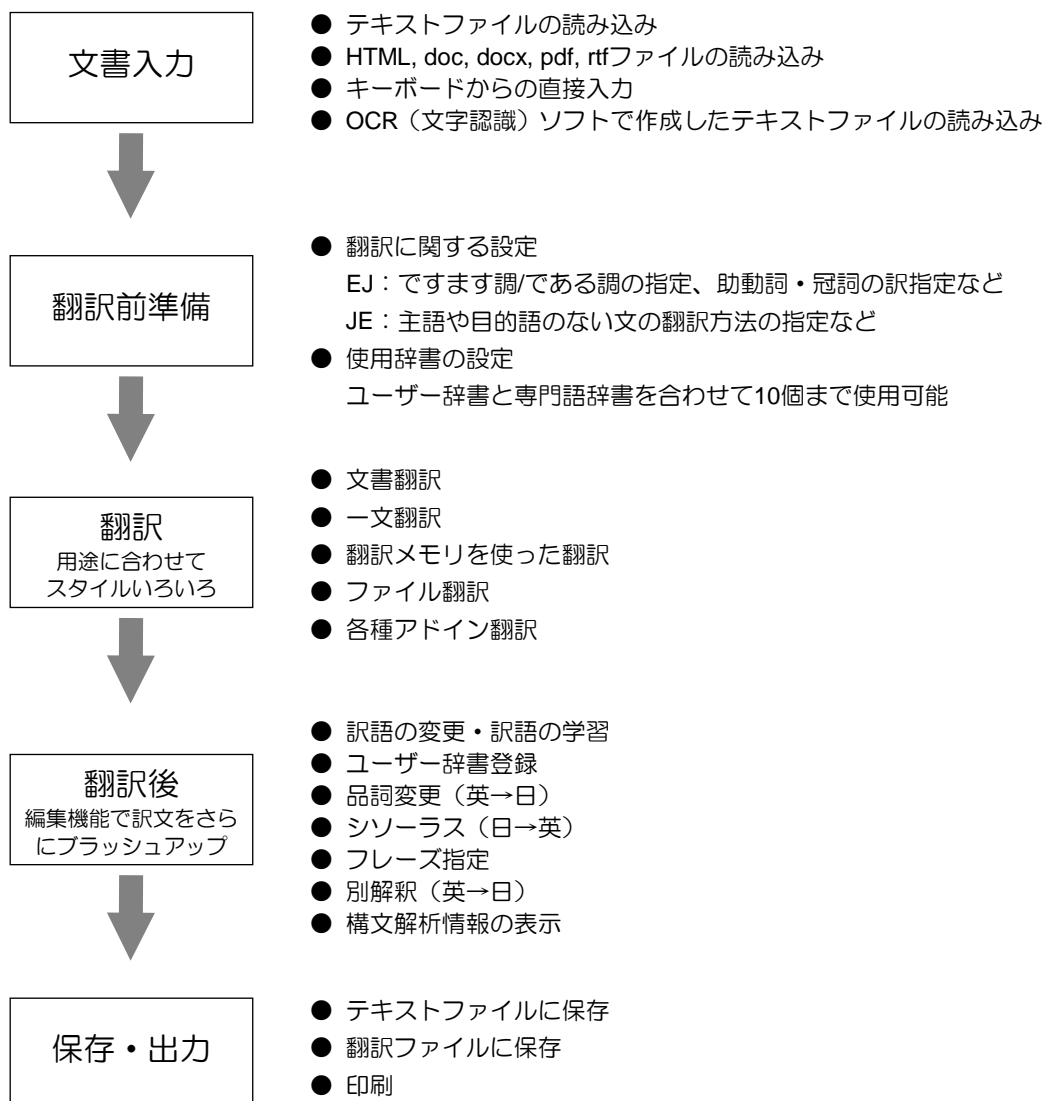 文書入力
● テキストファイルの読み込み
● HTML, doc, docx, pdf, rtfファイルの読み込み
● キーボードからの直接入力
● OCR（文字認識）ソフトで作成したテキストファイルの読み込み
翻訳前準備
● 翻訳に関する設定
EJ：ですます調/である調の指定、助動詞・冠詞の訳指定など
JE：主語や目的語のない文の翻訳方法の指定など
● 使用辞書の設定
ユーザー辞書と専門語辞書を合わせて10個まで使用可能
翻訳
用途に合わせて
スタイルいろいろ
● 文書翻訳
● 一文翻訳
● 翻訳メモリを使った翻訳
● ファイル翻訳
● 各種アドイン翻訳
翻訳後
編集機能で訳文をさら
にブラッシュアップ
● 訳語の変更・訳語の学習
● ユーザー辞書登録
● 品詞変更（英→日）
● シソーラス（日→英）
● フレーズ指定
● 別解釈（英→日）
● 構文解析情報の表示
保存・出力
● テキストファイルに保存
● 翻訳ファイルに保存
● 印刷